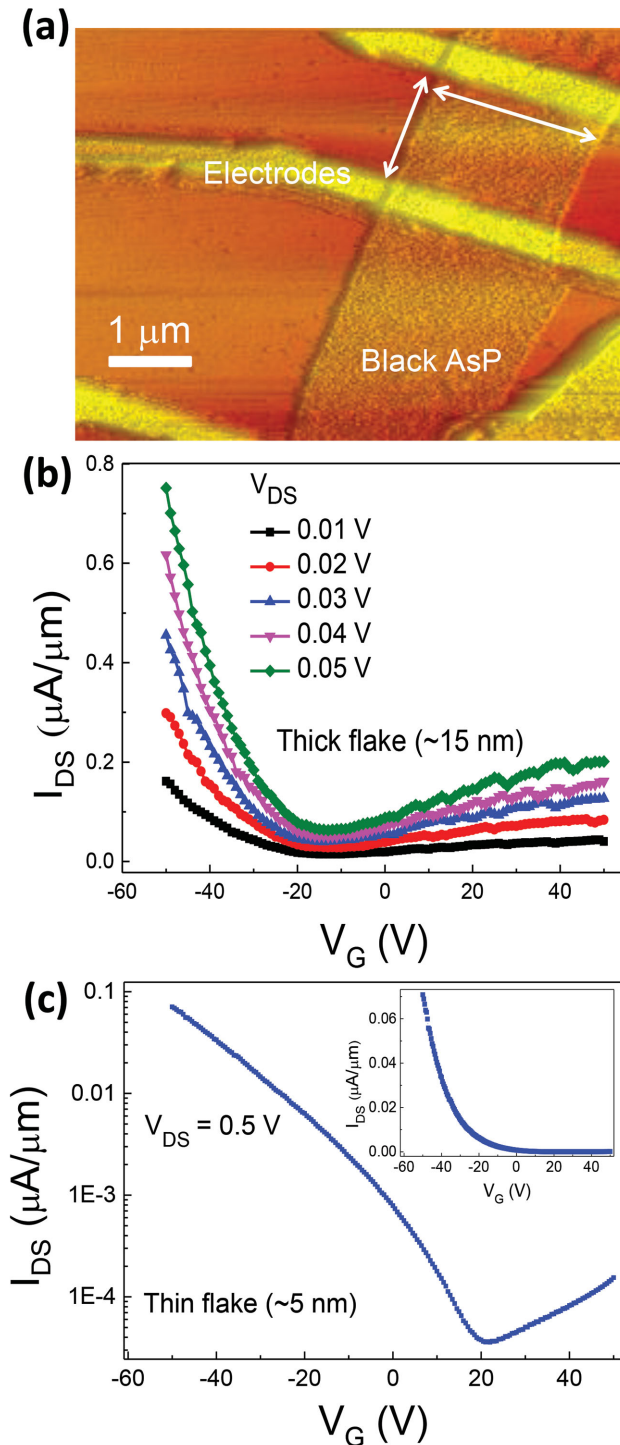 (a)
Electrodes
1 μm
Black AsP
(b)
0.8
0.6
0.4
0.2
0.0
I_DS (μA/μm)
V_DS
0.01 V
0.02 V
0.03 V
0.04 V
0.05 V
Thick flake (~15 nm)
-60 -40 -20 0 20 40
V_G (V)
(c)
0.1
0.01
1E-3
1E-4
I_DS (μA/μm)
V_DS = 0.5 V
Thin flake (~5 nm)
0.06
0.04
0.02
0.00
I_DS (μA/μm)
-60 -40 -20 0 20 40
V_G (V)
-60 -40 -20 0 20 40
V_G (V)